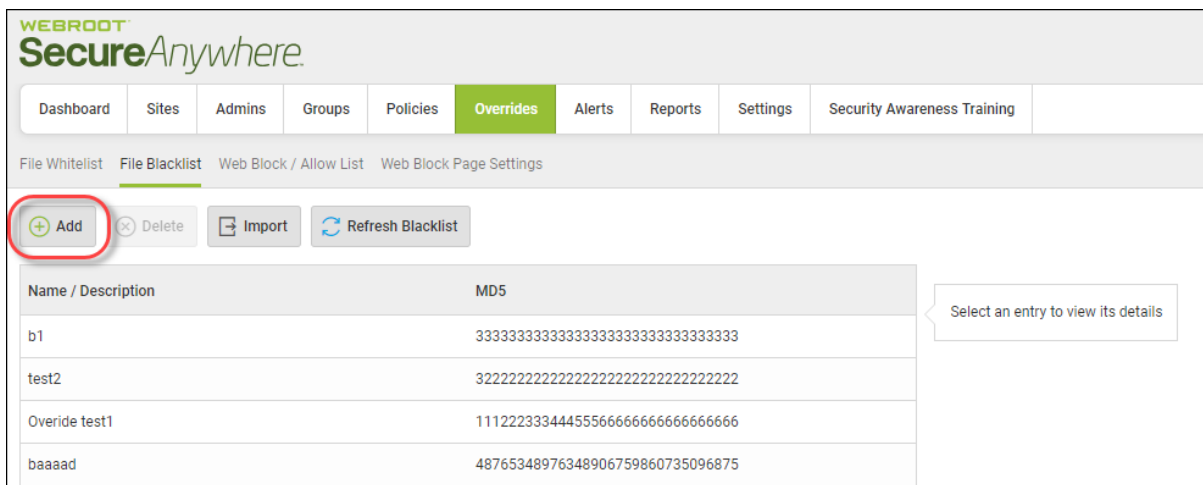 WEBROOT
SecureAnywhere.
Dashboard Sites Admins Groups Policies Overrides Alerts Reports Settings Security Awareness Training
File Whitelist File Blacklist Web Block / Allow List Web Block Page Settings
Add Delete Import Refresh Blacklist
Name / Description MD5
Select an entry to view its details
b1 33333333333333333333333333333333
test2 32222222222222222222222222222222
Overide test1 11122233344455566666666666666666
baaaad 48765348976348906759860735096875